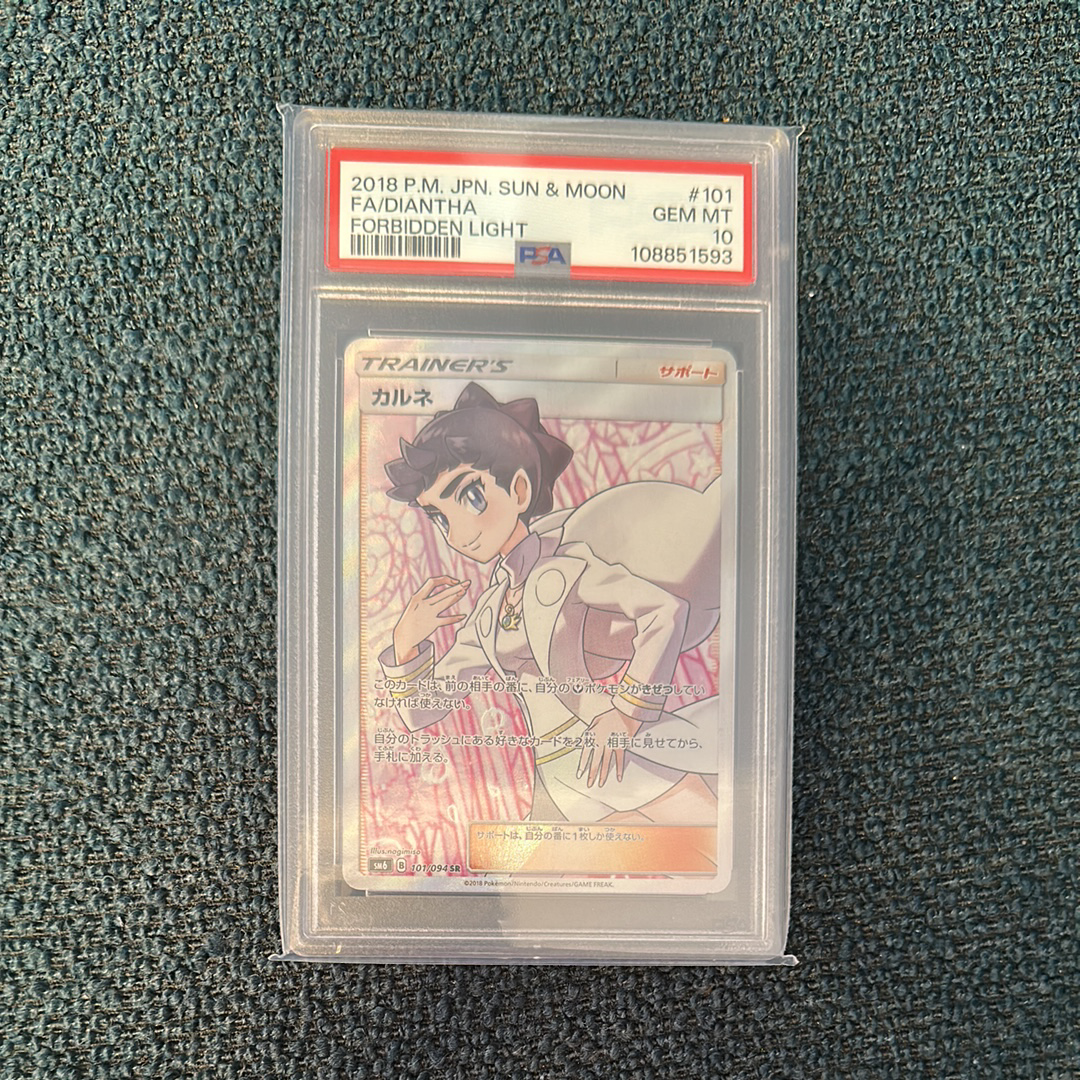 2018 P.M. JPN. SUN & MOON #101
FA/DIANTHA GEM MT
FORBIDDEN LIGHT 10
PSA 108851593
TRAINER'S サポート
カルネ
このカードは、前の相手の番に、自分のポケモンがきぜつしてい
なければ使えない。
自分のトラッシュにある好きなカードを2枚、相手に見せてから、
手札に加える。
サポートは、自分の番に1枚しか使えない。
Illus. nagimiso
SM6 B 101/094 SR
©2018 Pokémon/Nintendo/Creatures/GAME FREAK.